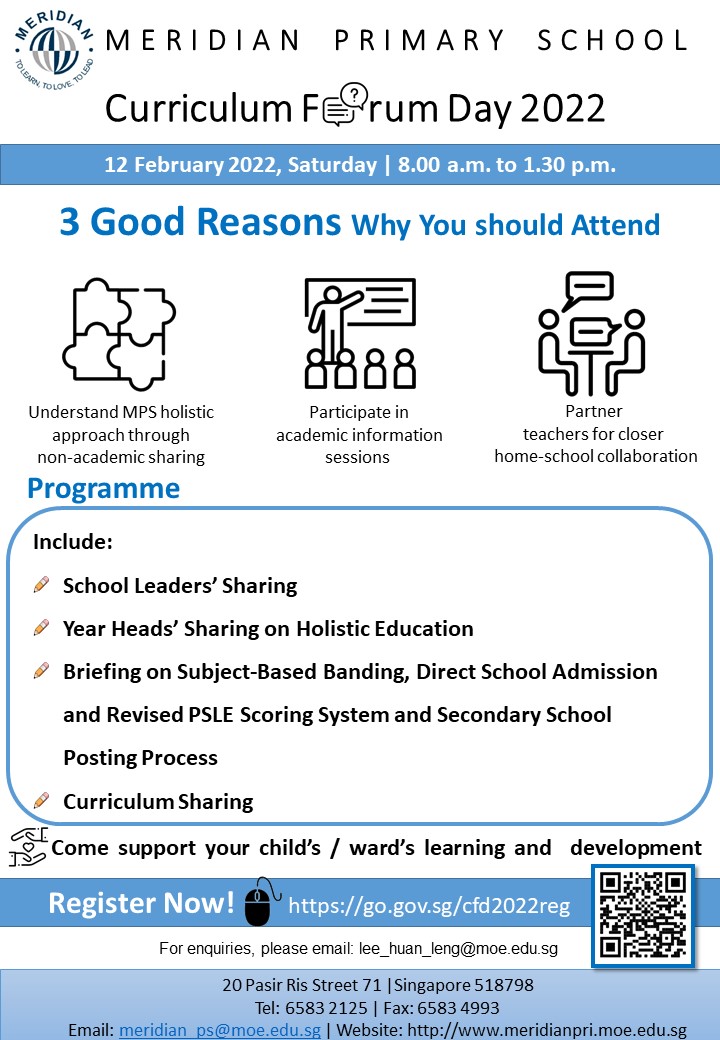 MERIDIAN
TO LEARN, TO LOVE, TO LEAD
MERIDIAN PRIMARY SCHOOL
Curriculum Forum Day 2022
12 February 2022, Saturday | 8.00 a.m. to 1.30 p.m.
3 Good Reasons Why You should Attend
Understand MPS holistic
approach through
non-academic sharing
Participate in
academic information
sessions
Partner
teachers for closer
home-school collaboration
Programme
Include:
School Leaders' Sharing
Year Heads' Sharing on Holistic Education
Briefing on Subject-Based Banding, Direct School Admission
and Revised PSLE Scoring System and Secondary School
Posting Process
Curriculum Sharing
Come support your child's / ward's learning and development
Register Now! https://go.gov.sg/cfd2022reg
For enquiries, please email: lee_huan_leng@moe.edu.sg
20 Pasir Ris Street 71 |Singapore 518798
Tel: 6583 2125 | Fax: 6583 4993
Email: meridian_ps@moe.edu.sg | Website: http://www.meridianpri.moe.edu.sg